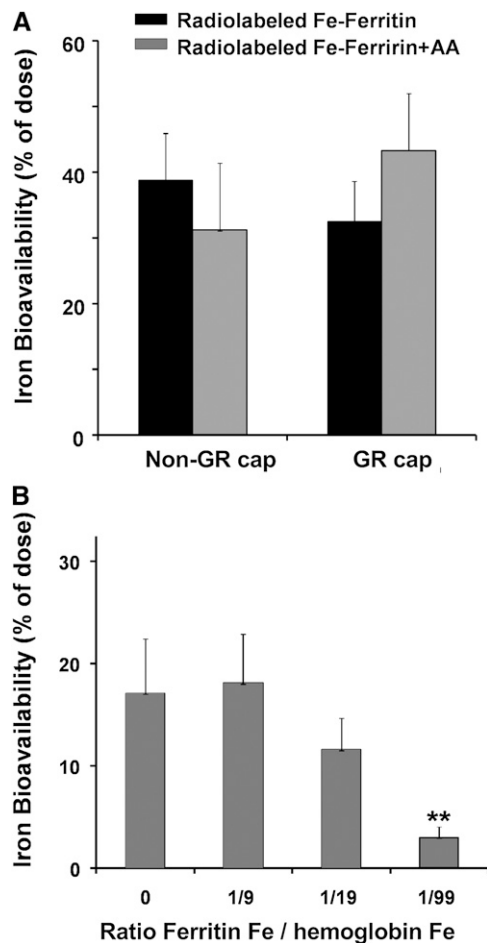 A
Radiolabeled Fe-Ferritin
Radiolabeled Fe-Ferririn+AA
Iron Bioavailability (% of dose)
60
40
20
0
Non-GR cap
GR cap
B
Iron Bioavailability (% of dose)
30
20
10
0
**
0 1/9 1/19 1/99
Ratio Ferritin Fe / hemoglobin Fe